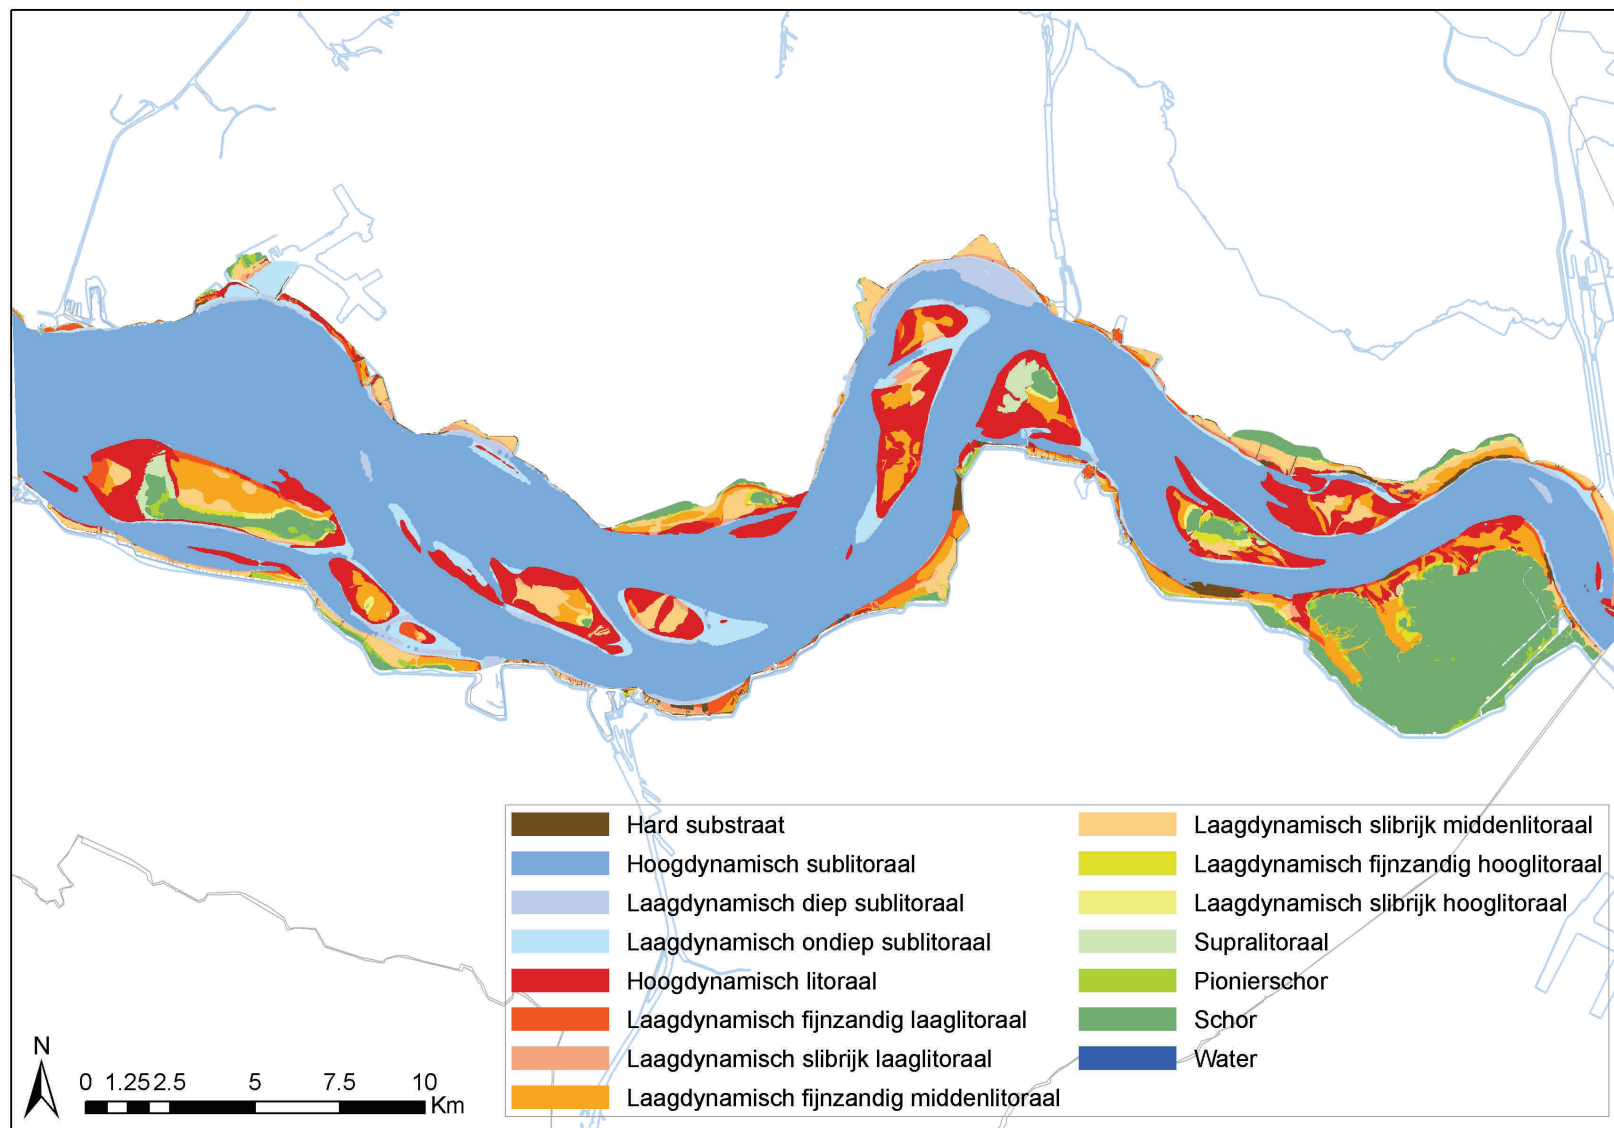 Hard substraat
Hoogdynamisch sublitoraal
Laagdynamisch diep sublitoraal
Laagdynamisch ondiep sublitoraal
Hoogdynamisch litoraal
Laagdynamisch fijnzandig laaglitoraal
Laagdynamisch slibrijk laaglitoraal
Laagdynamisch fijnzandig middenlitoraal
Laagdynamisch slibrijk middenlitoraal
Laagdynamisch fijnzandig hooglitoraal
Laagdynamisch slibrijk hooglitoraal
Supralitoraal
Pionierschor
Schor
Water
N
0 1.25 2.5 5 7.5 10
Km